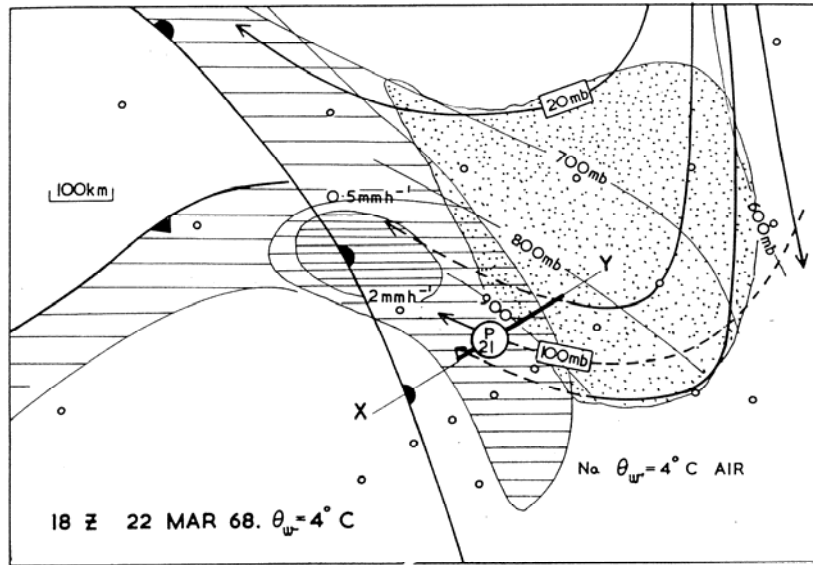 20mb
700mb
600mb
100km
0.5mmh⁻¹
800mb
Y
2mmh⁻¹
900
P
21
100mb
X
No θw=4°C AIR
18 Z 22 MAR 68. θw=4°C